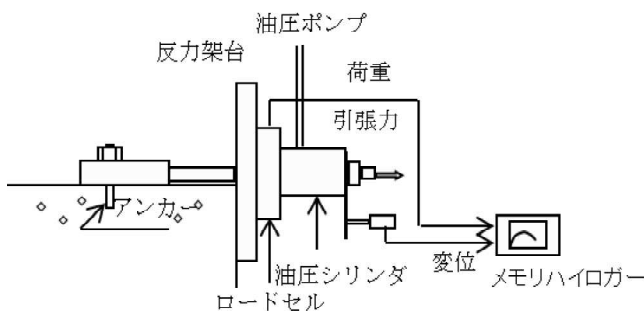 油圧ポンプ
反力架台
荷重
引張力
アンカー
油圧シリンダ
変位
メモリハイロガー
ロードセル